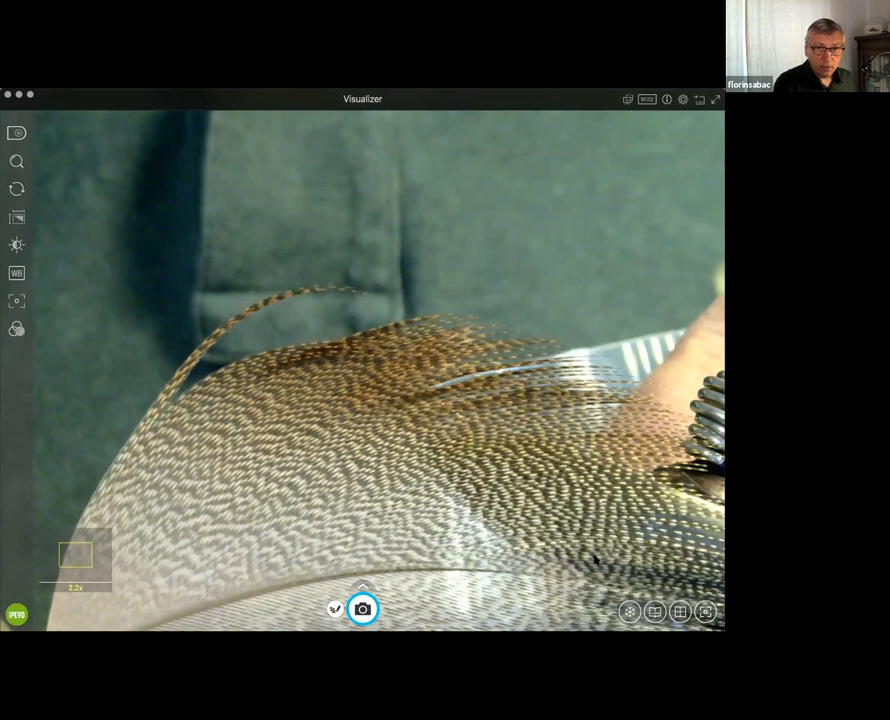 florinsabac
Visualizer
MODE
WB
2.2x
IPEVO